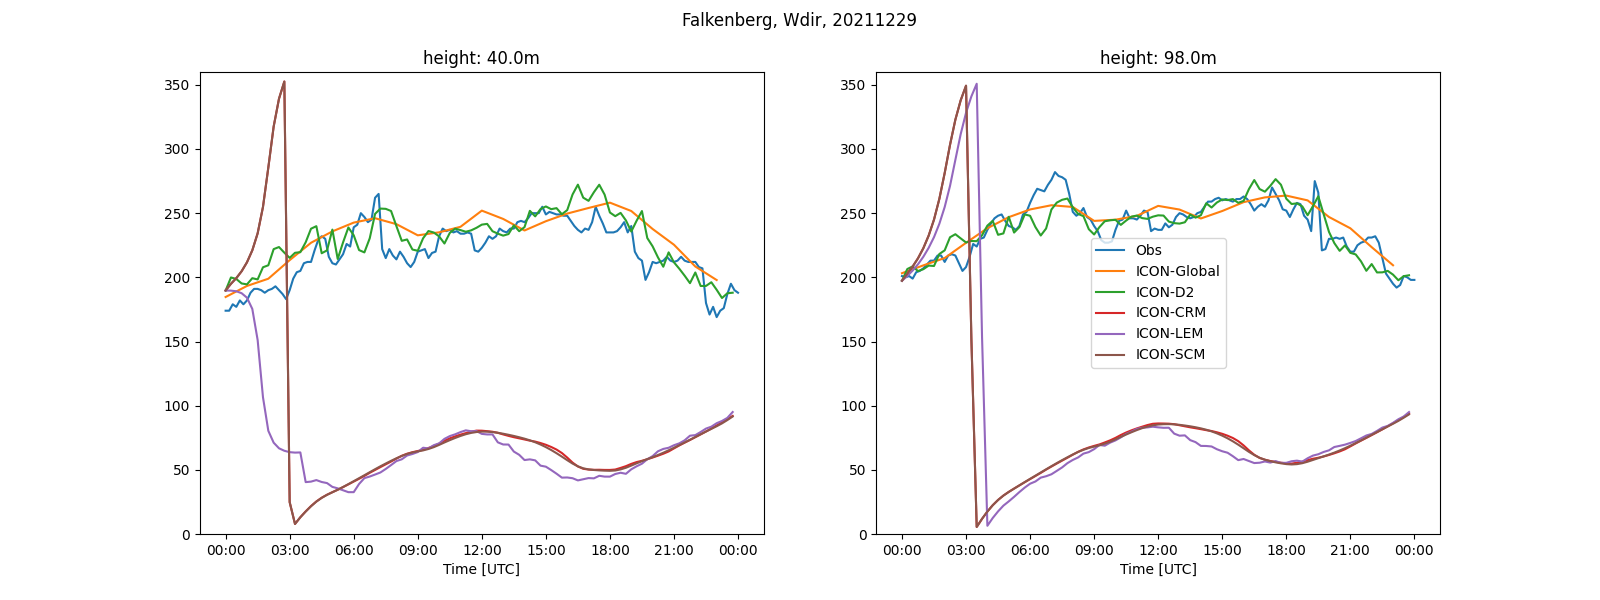 Falkenberg, Wdir, 20211229
height: 40.0m
350
300
250
200
150
100
50
0
00:00 03:00 06:00 09:00 12:00 15:00 18:00 21:00 00:00
Time [UTC]
height: 98.0m
350
300
250
200
150
100
50
0
Obs
ICON-Global
ICON-D2
ICON-CRM
ICON-LEM
ICON-SCM
00:00 03:00 06:00 09:00 12:00 15:00 18:00 21:00 00:00
Time [UTC]